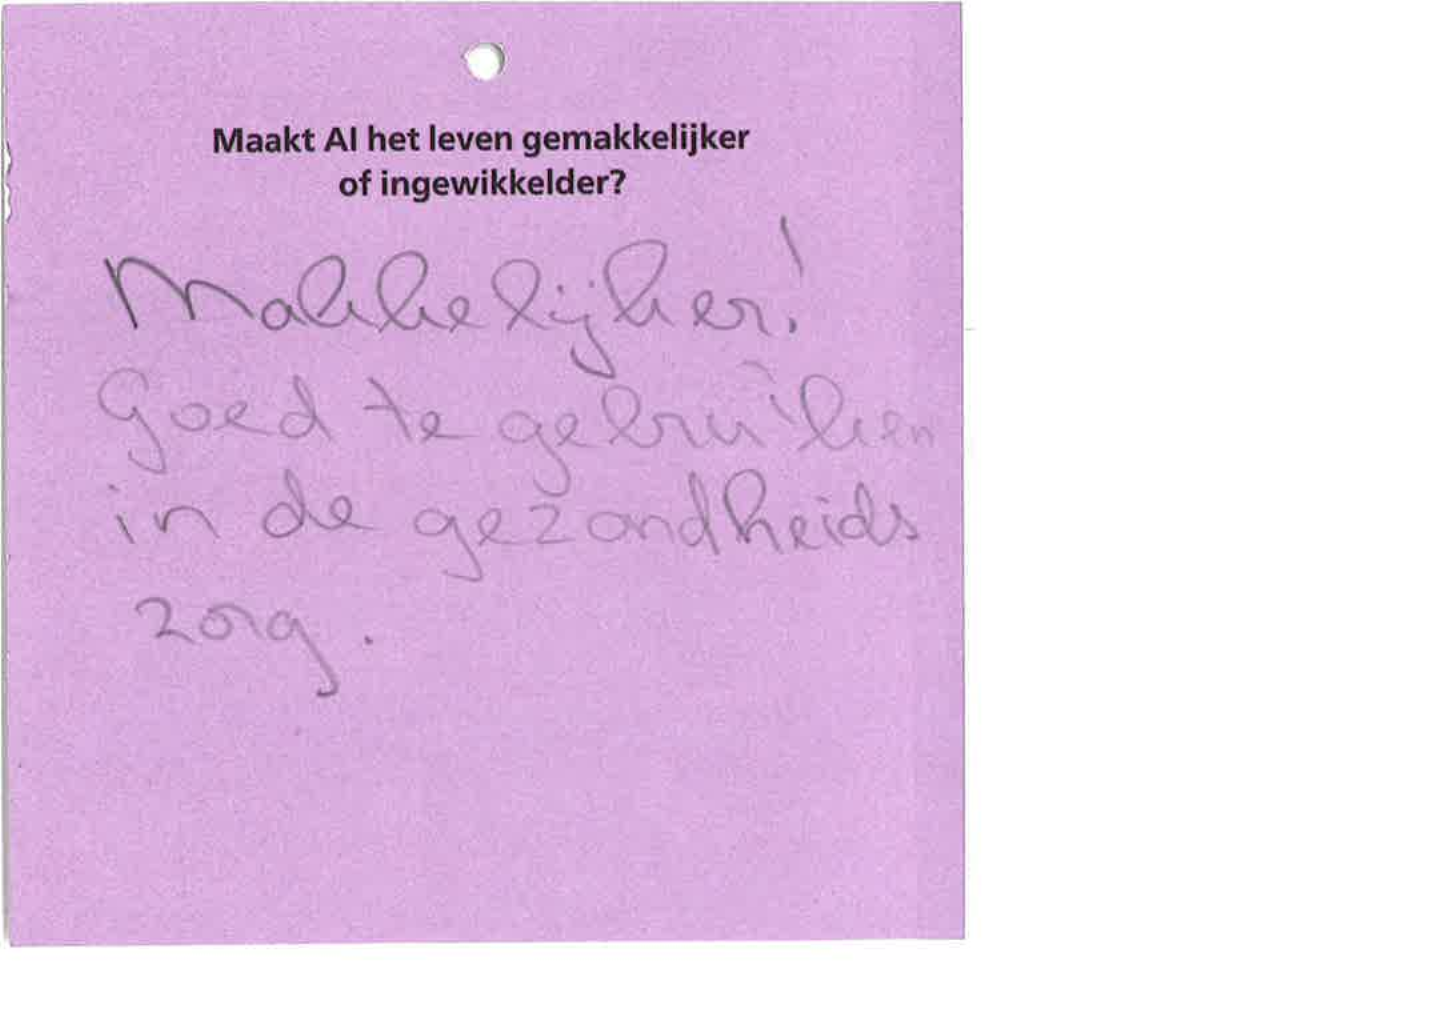 Maakt AI het leven gemakkelijker
of ingewikkelder?
Makkelijker!
Goed te gebruiken
in de gezondheids
zorg.